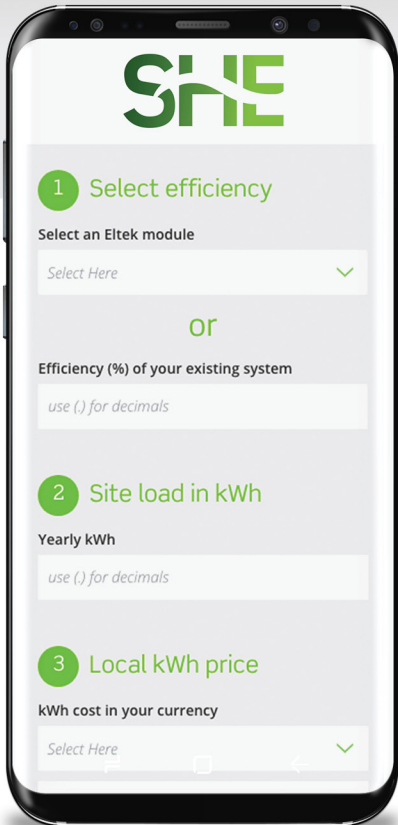 SHE
1 Select efficiency
Select an Eltek module
Select Here
or
Efficiency (%) of your existing system
use (.) for decimals
2 Site load in kWh
Yearly kWh
use (.) for decimals
3 Local kWh price
kWh cost in your currency
Select Here